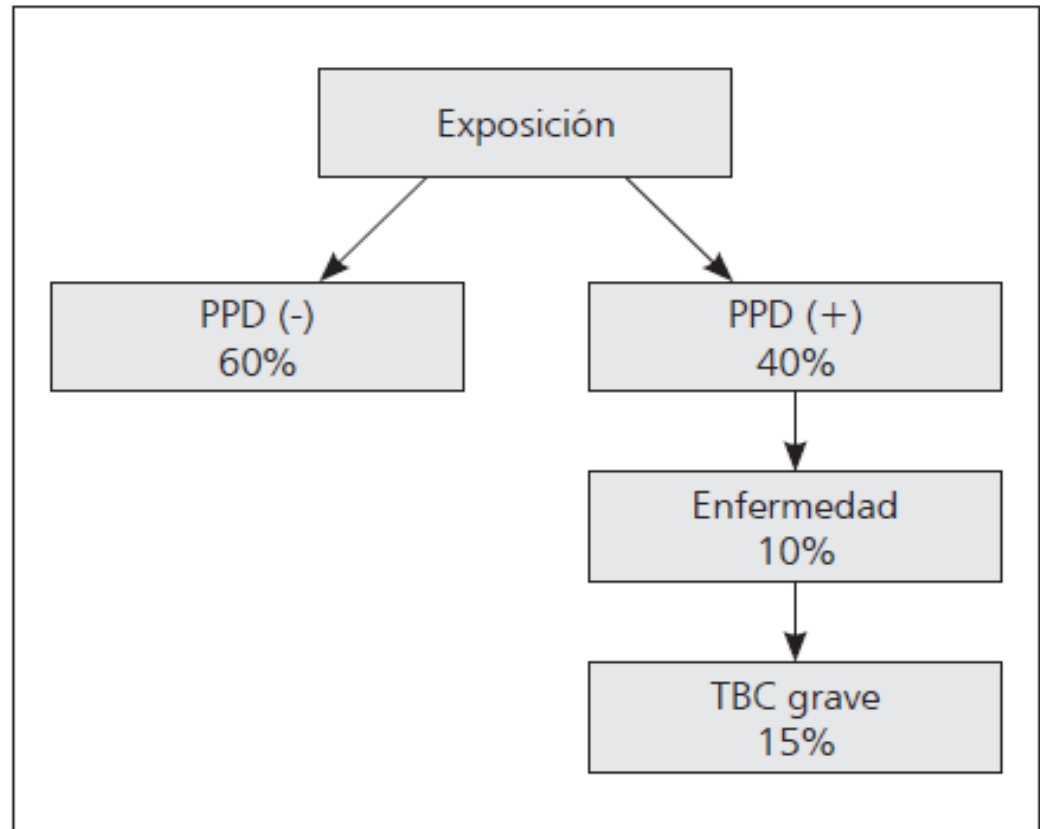 Exposición
PPD (-)
60%
PPD (+)
40%
Enfermedad
10%
TBC grave
15%